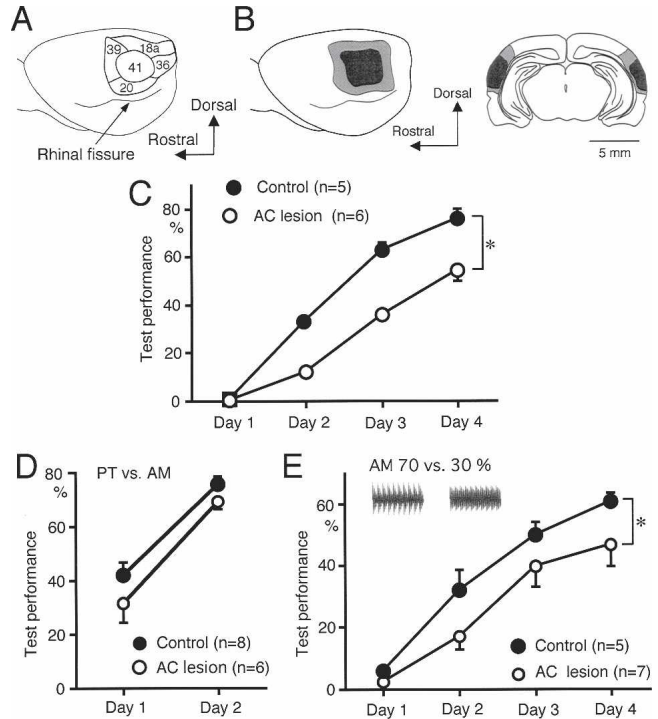 A
39
18a
41
36
20
Rhinal fissure
Dorsal
Rostral
B
Dorsal
Rostral
5 mm
C
Control (n=5)
AC lesion (n=6)
80
%
60
40
20
0
Test performance
*
Day 1 Day 2 Day 3 Day 4
D
PT vs. AM
80
%
60
40
20
0
Test performance
Control (n=8)
AC lesion (n=6)
Day 1 Day 2
E
AM 70 vs. 30 %
60
%
40
20
0
Test performance
*
Control (n=5)
AC lesion (n=7)
Day 1 Day 2 Day 3 Day 4